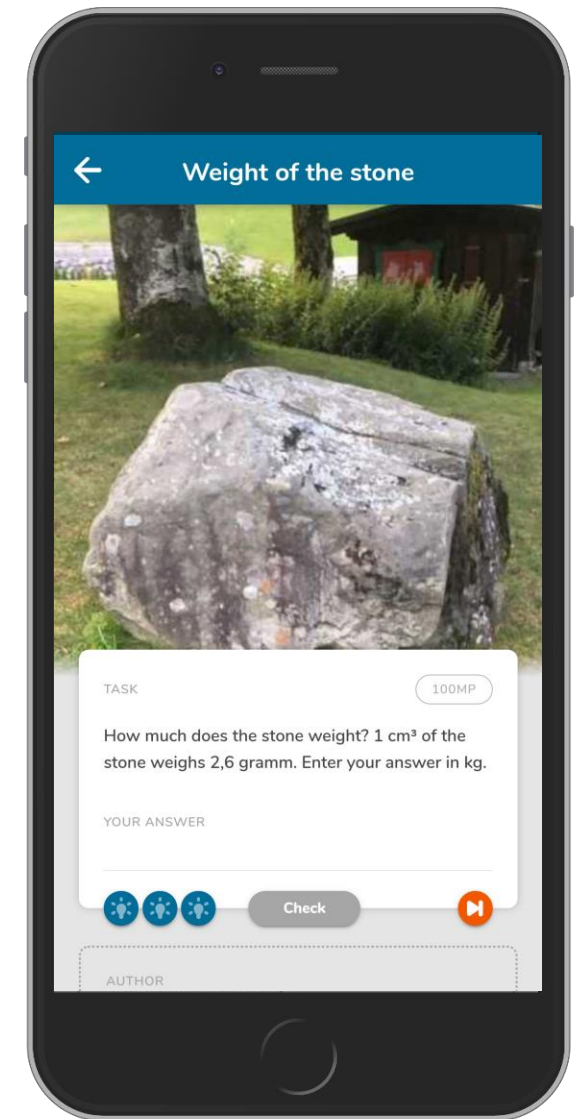 Weight of the stone
TASK
100MP
How much does the stone weight? 1 cm³ of the
stone weighs 2,6 gramm. Enter your answer in kg.
YOUR ANSWER
Check
AUTHOR